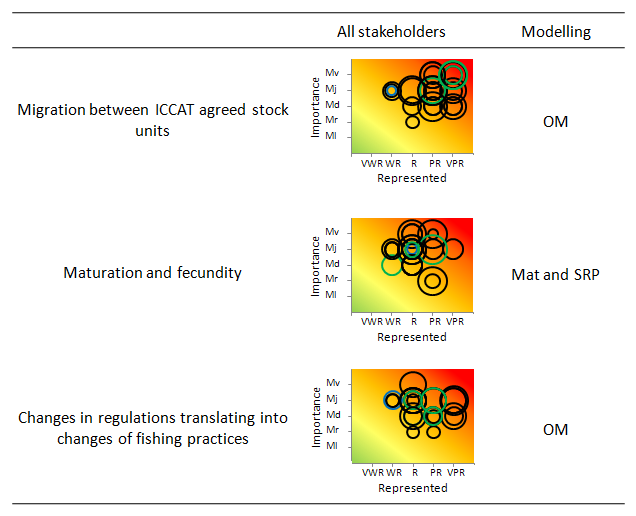 All stakeholders Modelling
Migration between ICCAT agreed stock
units
Importance
Mv
Mj
Md
Mr
Ml
VWR WR R PR VPR
Represented
OM
Maturation and fecundity
Importance
Mv
Mj
Md
Mr
Ml
VWR WR R PR VPR
Represented
Mat and SRP
Changes in regulations translating into
changes of fishing practices
Importance
Mv
Mj
Md
Mr
Ml
VWR WR R PR VPR
Represented
OM